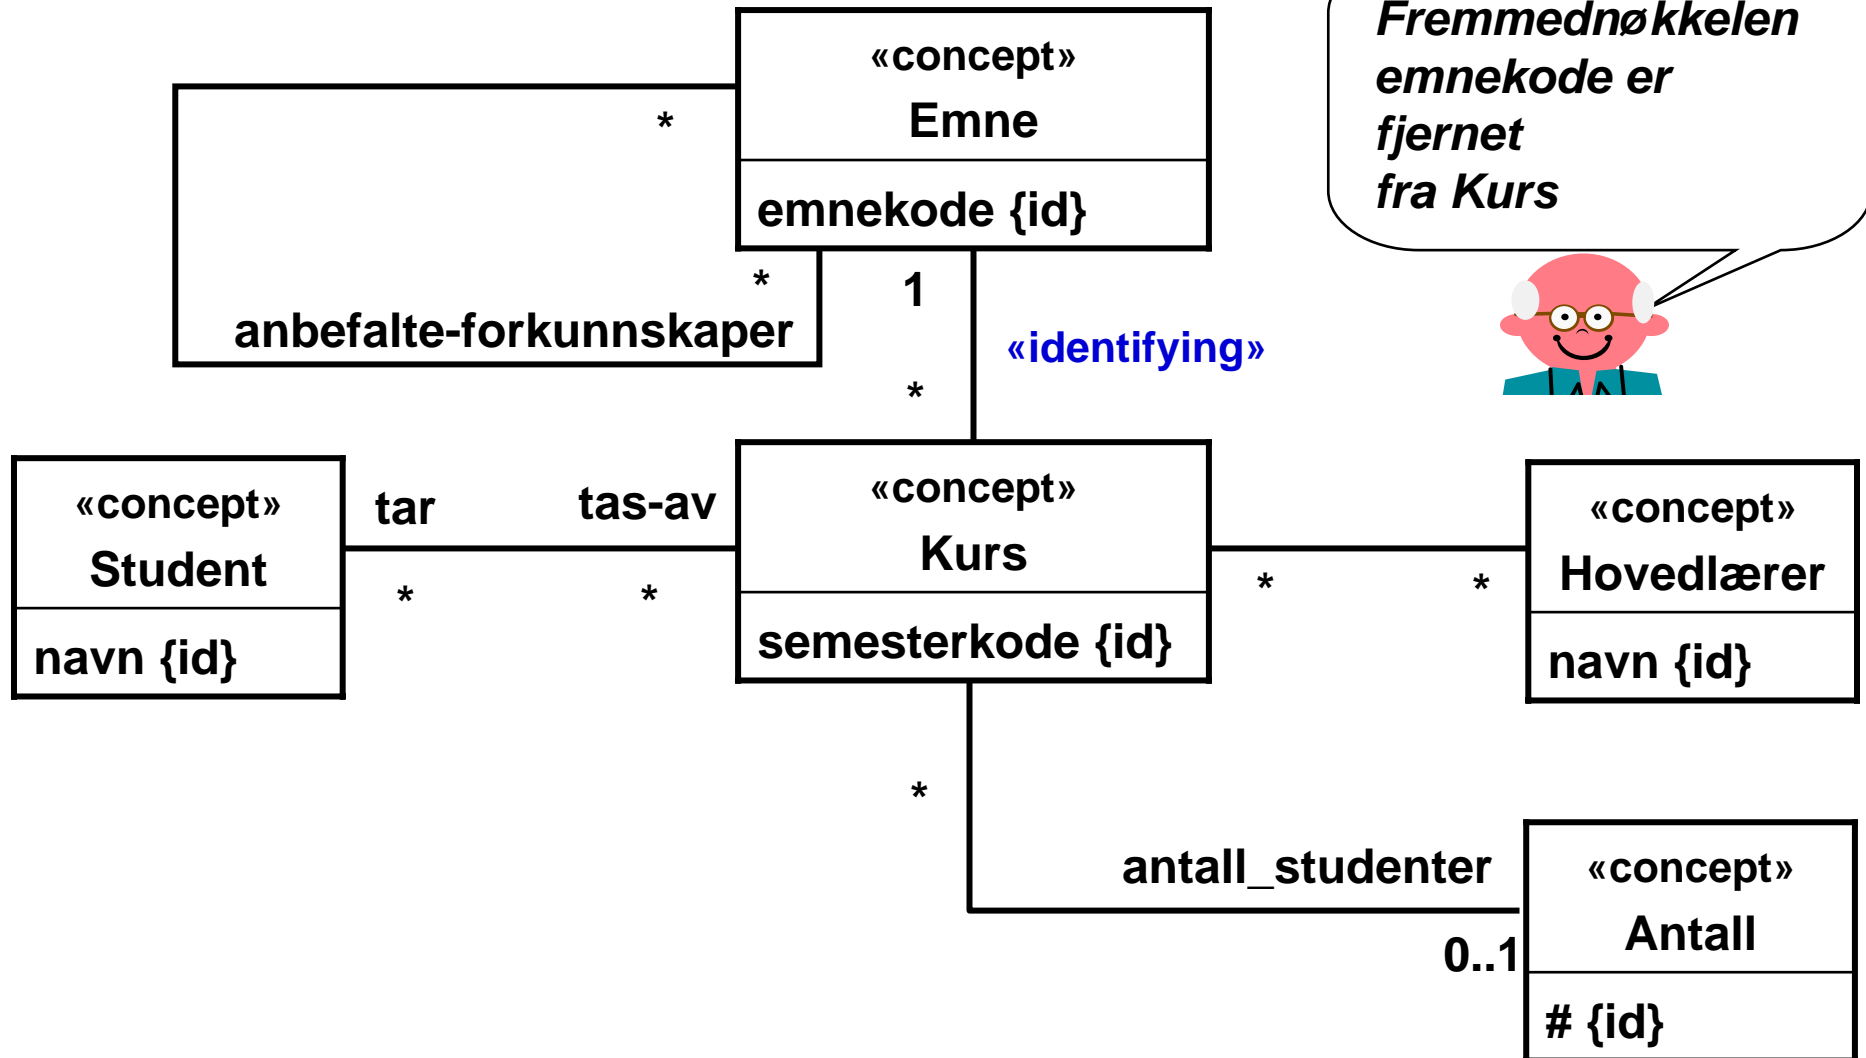 Fremmednøkkelen
emnekode er
fjernet
fra Kurs
«concept»
Emne
emnekode {id}
*
*
1
anbefalte-forkunnskaper
«identifying»
*
«concept»
Student
navn {id}
tar
tas-av
*
*
«concept»
Kurs
semesterkode {id}
*
*
«concept»
Hovedlærer
navn {id}
*
antall_studenter
0..1
«concept»
Antall
# {id}